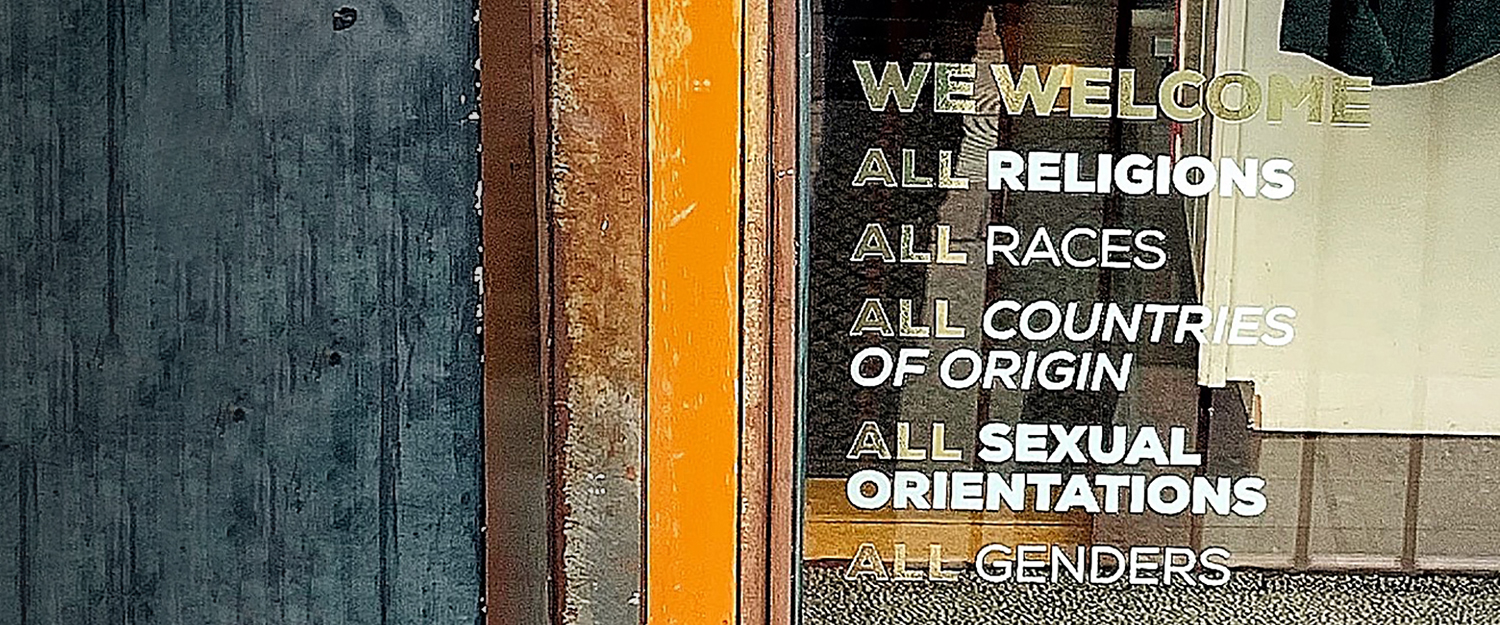 WE WELCOME
ALL RELIGIONS
ALL RACES
ALL COUNTRIES
OF ORIGIN
ALL SEXUAL
ORIENTATIONS
ALL GENDERS